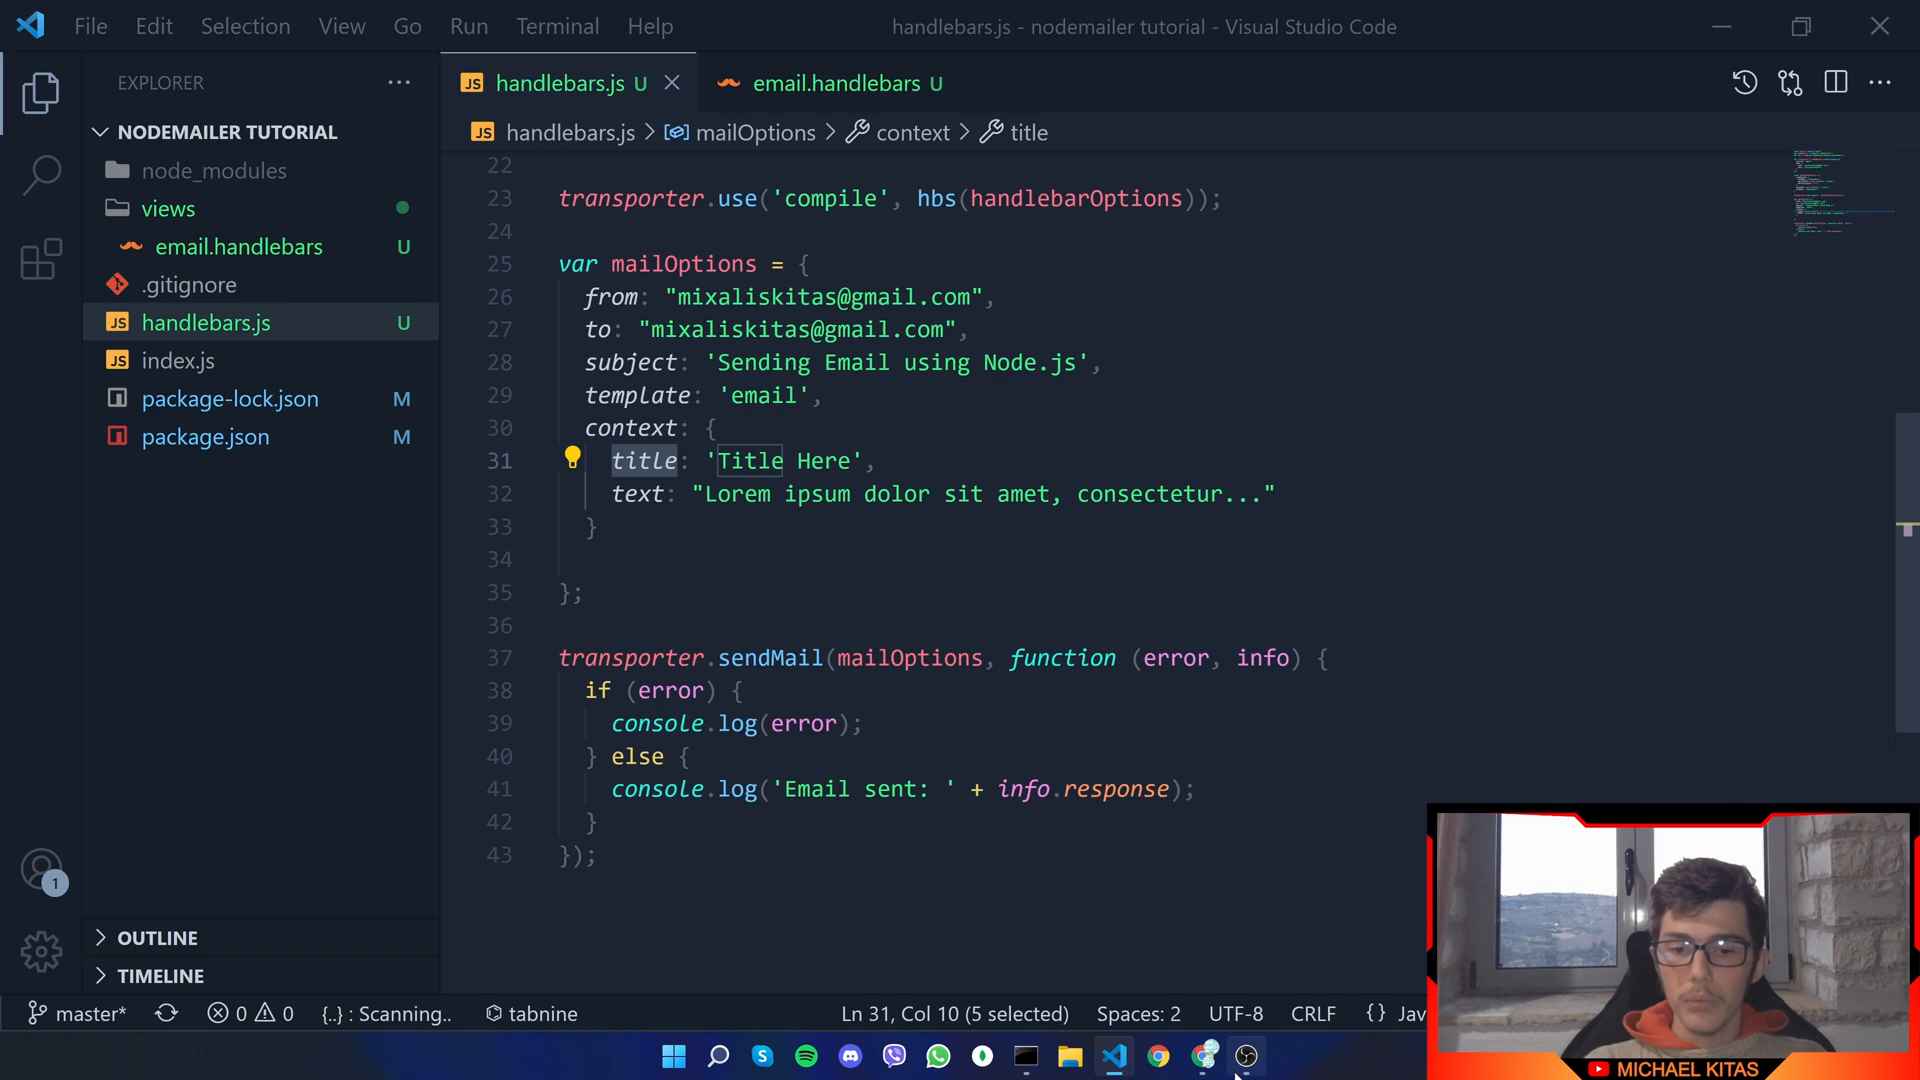 File Edit Selection View Go Run Terminal Help handlebars.js - nodemailer tutorial - Visual Studio Code
EXPLORER ...
JS handlebars.js U
email.handlebars U
NODEMAILER TUTORIAL
node_modules
views
email.handlebars U
.gitignore
JS handlebars.js U
JS index.js
package-lock.json M
package.json M
OUTLINE
TIMELINE
JS handlebars.js > mailOptions > context > title
22
23 transporter.use('compile', hbs(handlebarOptions));
24
25 var mailOptions = {
26 from: "mixaliskitas@gmail.com",
27 to: "mixaliskitas@gmail.com",
28 subject: 'Sending Email using Node.js',
29 template: 'email',
30 context: {
31 title: 'Title Here',
32 text: "Lorem ipsum dolor sit amet, consectetur..."
33 }
34
35 };
36
37 transporter.sendMail(mailOptions, function (error, info) {
38 if (error) {
39 console.log(error);
40 } else {
41 console.log('Email sent: ' + info.response);
42 }
43 });
1
master* 0 0 {..} : Scanning.. tabnine Ln 31, Col 10 (5 selected) Spaces: 2 UTF-8 CRLF {} Jav
MICHAEL KITAS